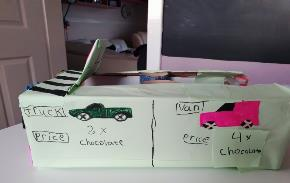 Truck!
Price
3 x
chocolate
Van!
price
4 x
chocolate